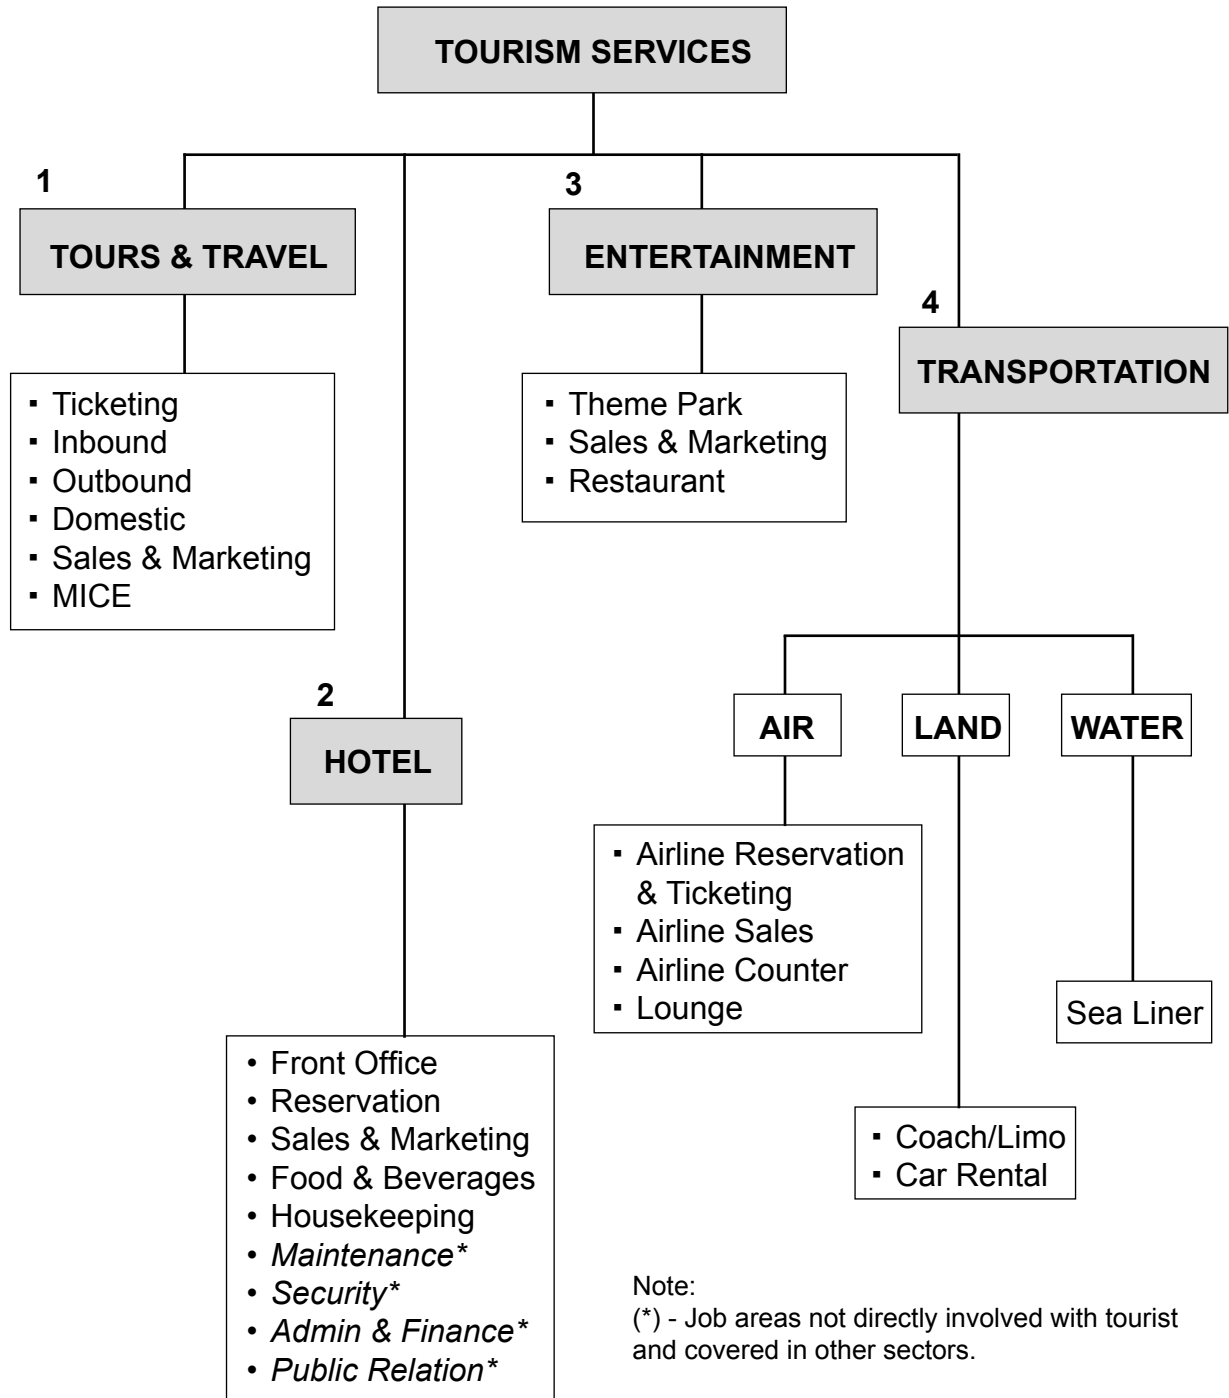 TOURISM SERVICES
1
TOURS & TRAVEL
▪ Ticketing
▪ Inbound
▪ Outbound
▪ Domestic
▪ Sales & Marketing
▪ MICE
2
HOTEL
• Front Office
• Reservation
• Sales & Marketing
• Food & Beverages
• Housekeeping
• Maintenance*
• Security*
• Admin & Finance*
• Public Relation*
3
ENTERTAINMENT
▪ Theme Park
▪ Sales & Marketing
▪ Restaurant
4
TRANSPORTATION
AIR
▪ Airline Reservation
& Ticketing
▪ Airline Sales
▪ Airline Counter
▪ Lounge
LAND
▪ Coach/Limo
▪ Car Rental
WATER
Sea Liner
Note:
(*) - Job areas not directly involved with tourist
and covered in other sectors.